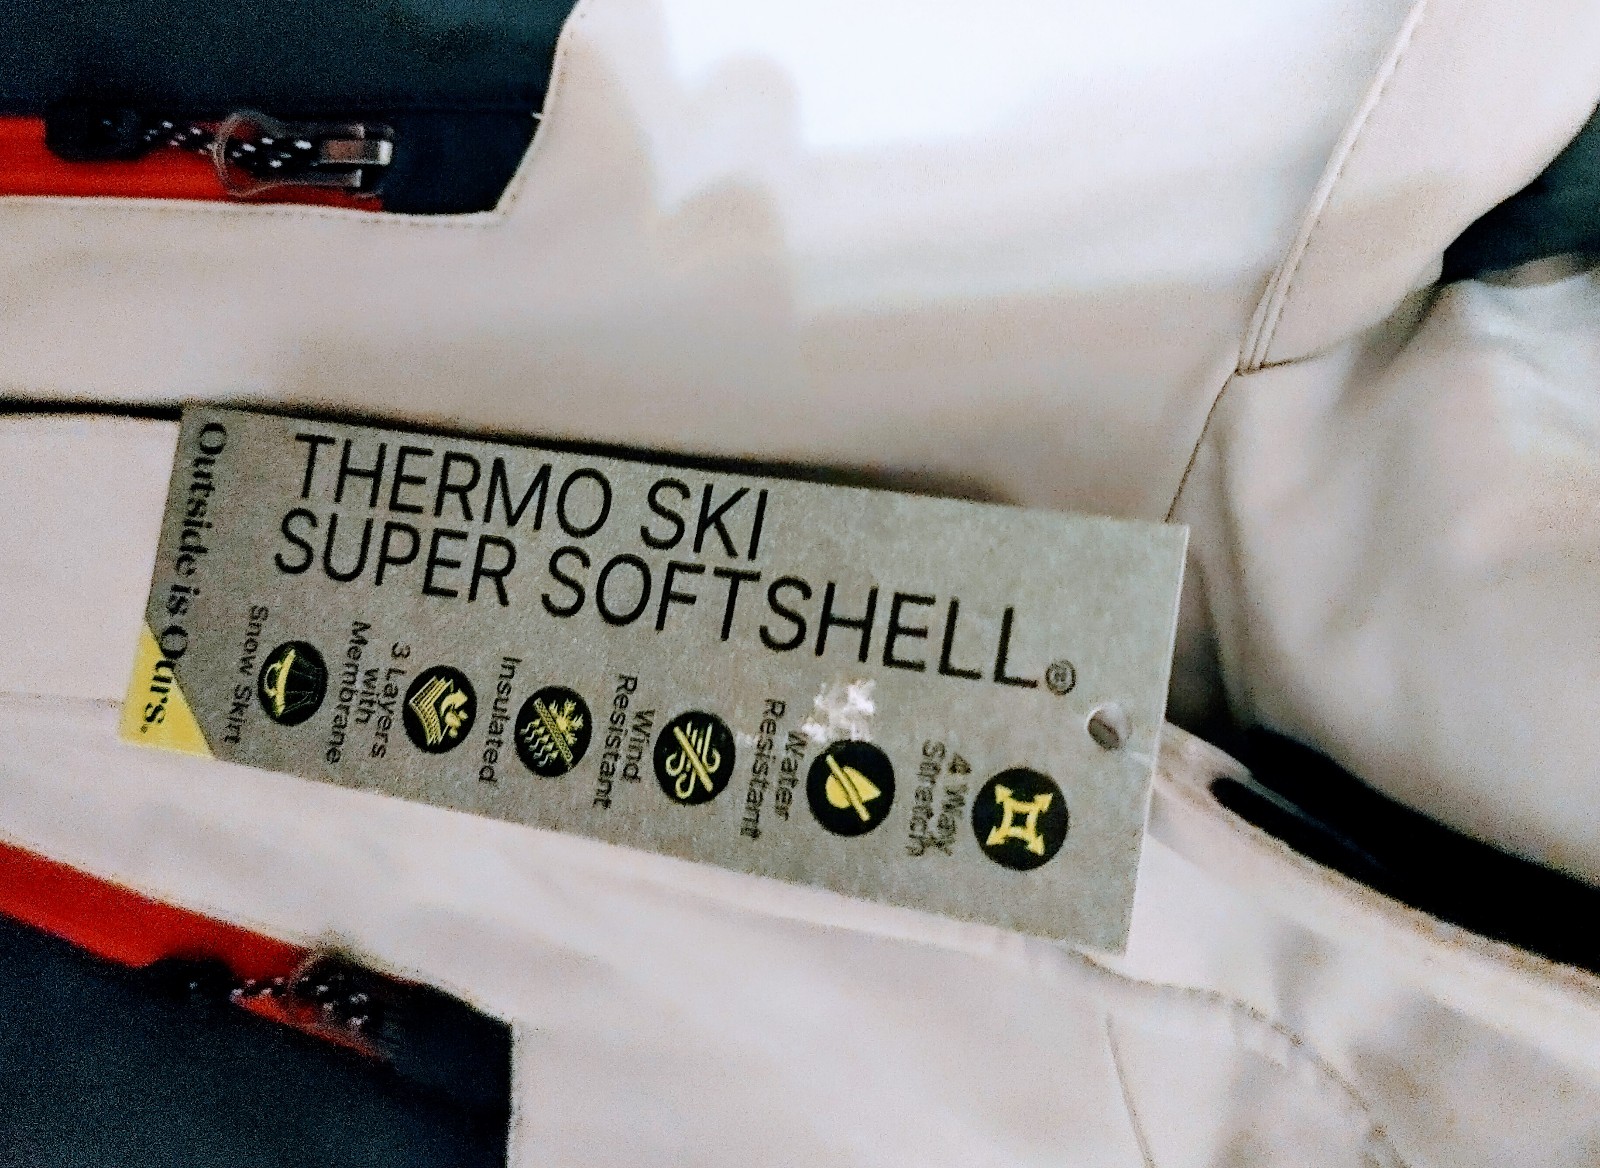 THERMO SKI
SUPER SOFTSHELL®
Outside is Ours.
Snow Skirt
3 Layers
with
Membrane
Insulated
Wind
Resistant
Water
Resistant
4 Way
Stretch